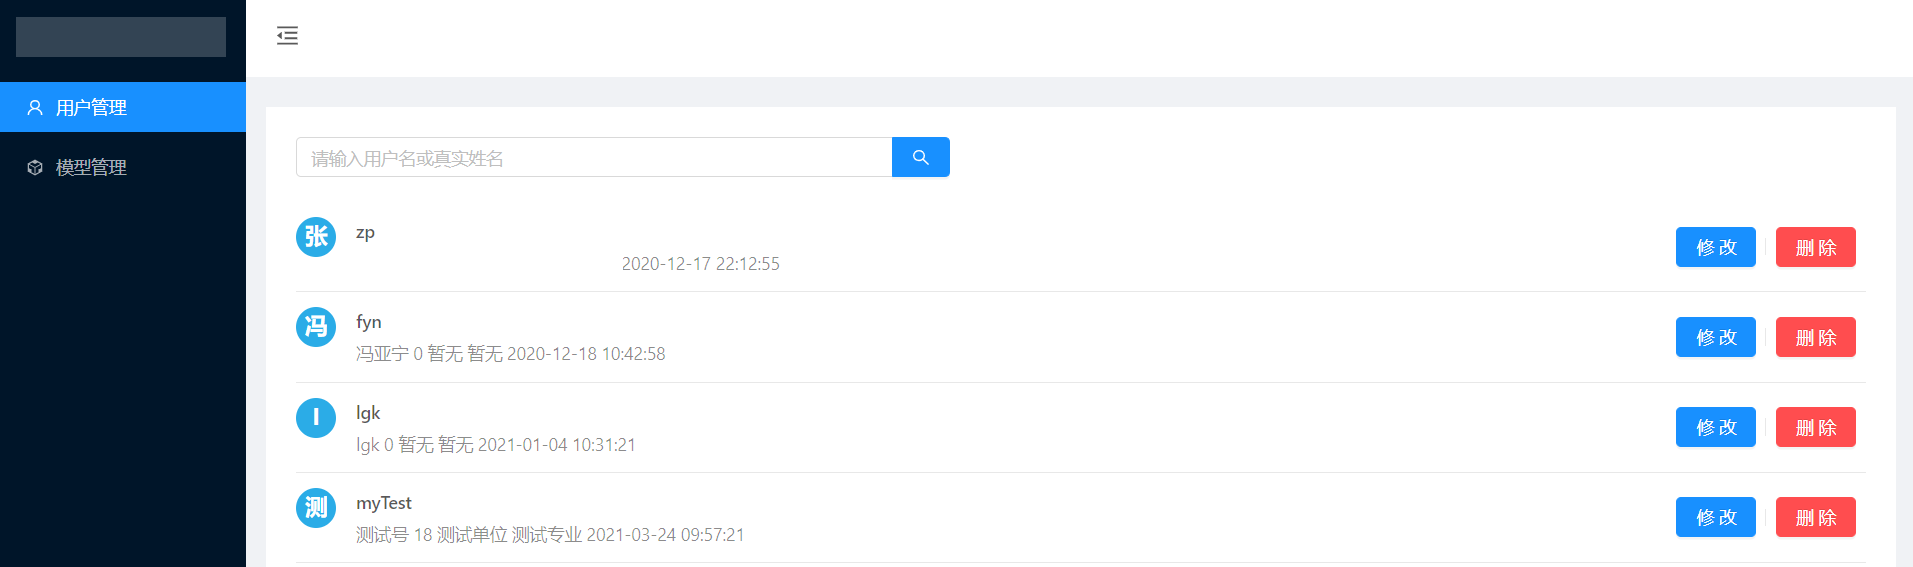 用户管理
模型管理
请输入用户名或真实姓名
张 zp
2020-12-17 22:12:55
修改 删除
冯 fyn
冯亚宁 0 暂无 暂无 2020-12-18 10:42:58
修改 删除
l lgk
lgk 0 暂无 暂无 2021-01-04 10:31:21
修改 删除
测 myTest
测试号 18 测试单位 测试专业 2021-03-24 09:57:21
修改 删除